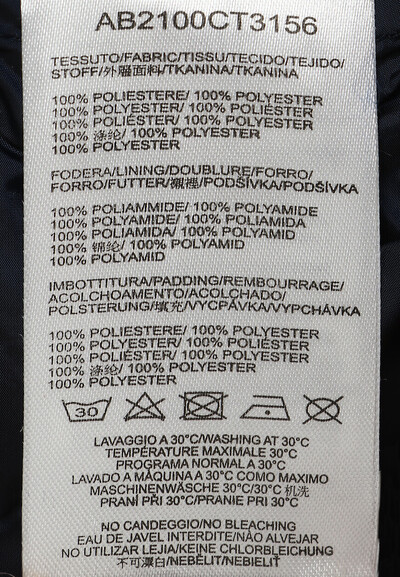 AB2100CT3156
TESSUTO/FABRIC/TISSU/TECIDO/TEJIDO/
STOFF/外骚面料/TKANINA/TKANINA
100% POLIESTERE/ 100% POLYESTER
100% POLYESTER/ 100% POLIÉSTER
100% POLIÉSTER/ 100% POLYESTER
100% 涤纶/ 100% POLYESTER
100% POLYESTER
FODERA/LINING/DOUBLURE/FORRO/
FORRO/FUTTER/襯裡/PODŠÍVKA/PODŠÍVKA
100% POLIAMMIDE/ 100% POLYAMIDE
100% POLYAMIDE/ 100% POLIAMIDA
100% POLIAMIDA/ 100% POLYAMID
100% 锦纶/ 100% POLYAMID
100% POLYAMID
IMBOTTITURA/PADDING/REMBOURRAGE/
ACOLCHOAMENTO/ACOLCHADO/
POLSTERUNG/填充/VYCPÁVKA/VYPCHÁVKA
100% POLIESTERE/ 100% POLYESTER
100% POLYESTER/ 100% POLIÉSTER
100% POLIÉSTER/ 100% POLYESTER
100% 涤纶/ 100% POLYESTER
100% POLYESTER
30
LAVAGGIO A 30°C/WASHING AT 30°C
TEMPÉRATURE MAXIMALE 30°C
PROGRAMA NORMAL A 30°C
LAVADO A MÁQUINA A 30°C COMO MAXIMO
MASCHINENWÄSCHE 30°C/30°C 机洗
PRANÍ PŘI 30°C/PRANIE PRI 30°C
NO CANDEGGIO/NO BLEACHING
EAU DE JAVEL INTERDITE/NÃO ALVEJAR
NO UTILIZAR LEJIA/KEINE CHLORBLEICHUNG
不可漂白/NEBĚLIT/NEBIELIŤ